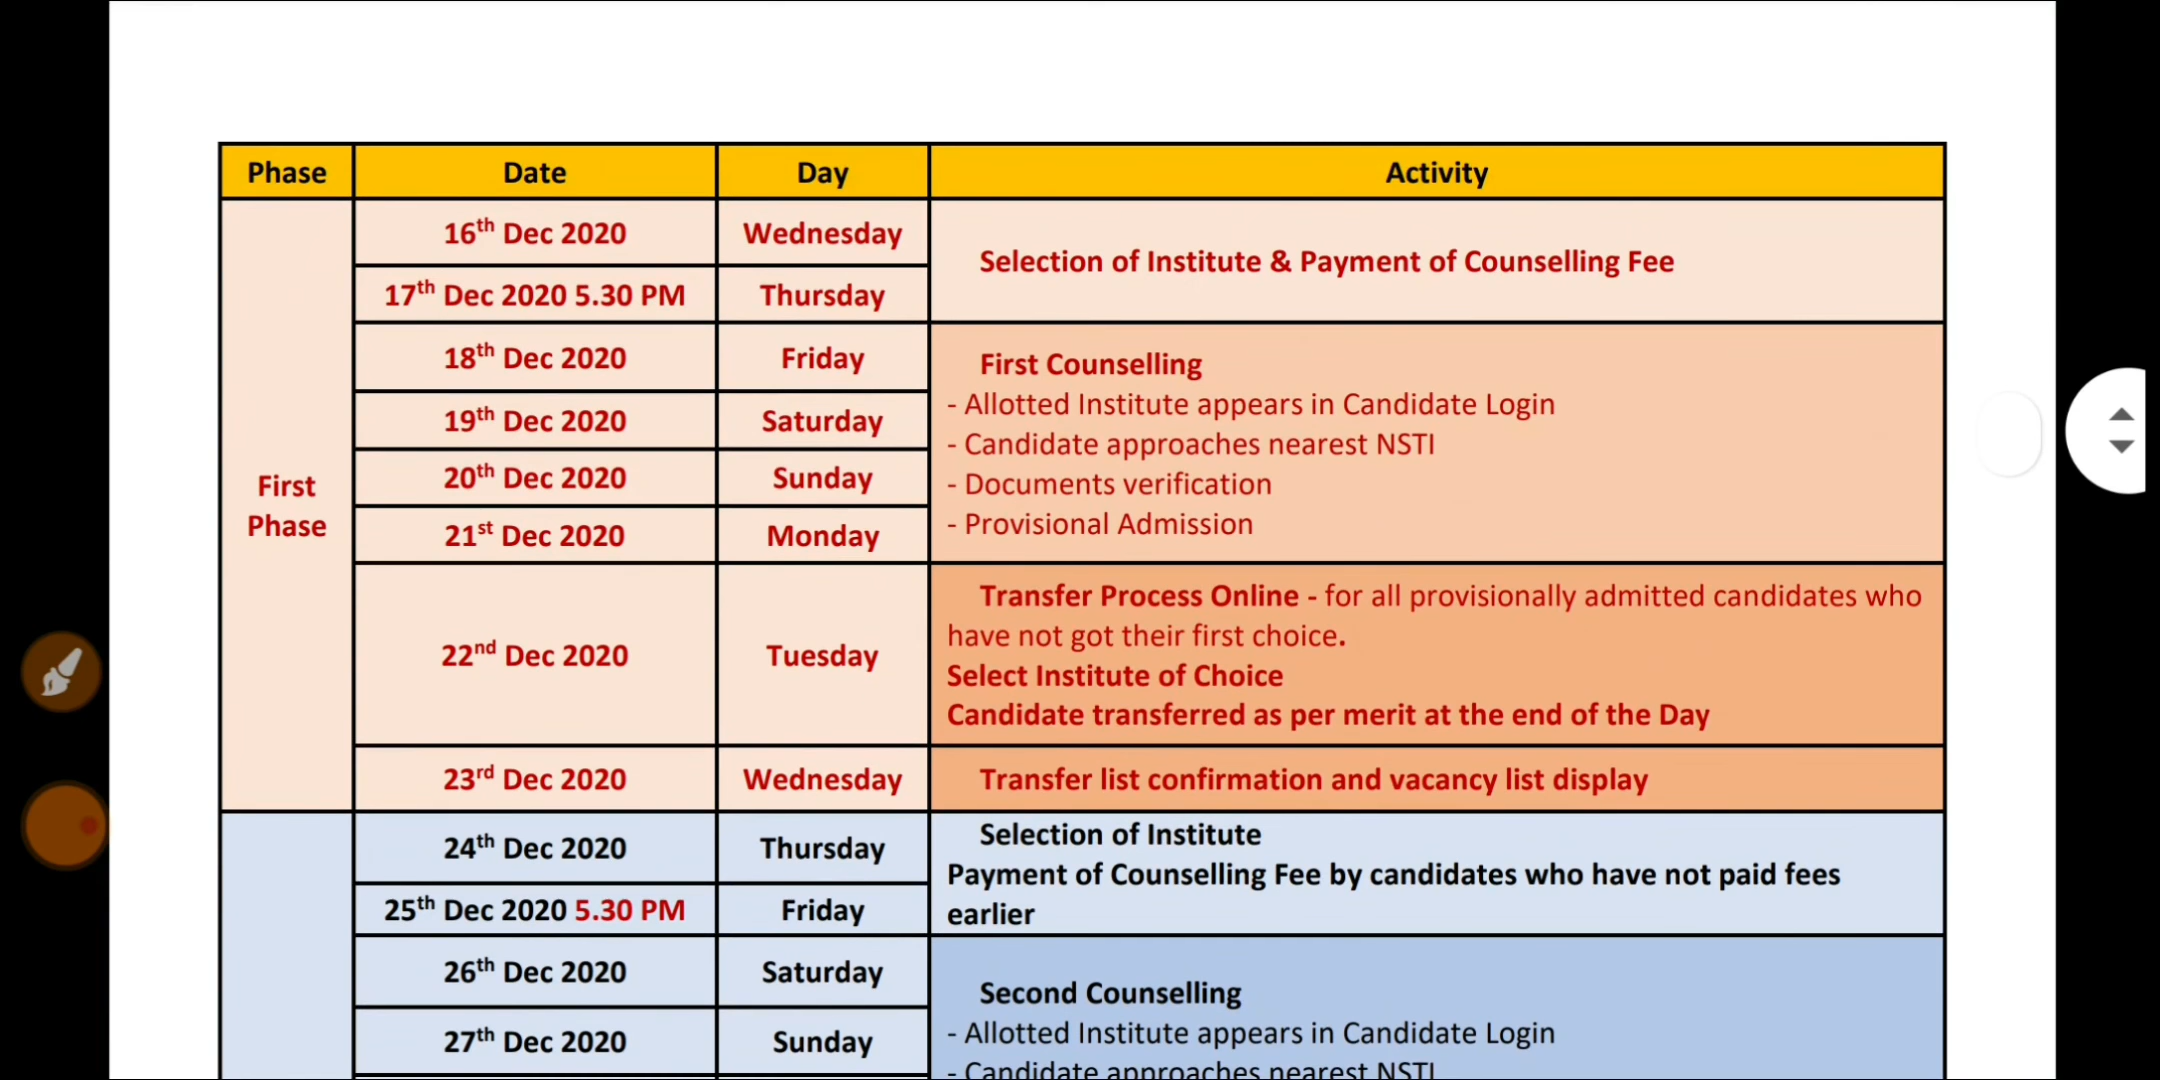 Phase Date Day Activity
First
Phase
16th Dec 2020 Wednesday
17th Dec 2020 5.30 PM Thursday
Selection of Institute & Payment of Counselling Fee
18th Dec 2020 Friday
19th Dec 2020 Saturday
20th Dec 2020 Sunday
21st Dec 2020 Monday
First Counselling
- Allotted Institute appears in Candidate Login
- Candidate approaches nearest NSTI
- Documents verification
- Provisional Admission
22nd Dec 2020 Tuesday
Transfer Process Online - for all provisionally admitted candidates who
have not got their first choice.
Select Institute of Choice
Candidate transferred as per merit at the end of the Day
23rd Dec 2020 Wednesday Transfer list confirmation and vacancy list display
24th Dec 2020 Thursday
25th Dec 2020 5.30 PM Friday
Selection of Institute
Payment of Counselling Fee by candidates who have not paid fees
earlier
26th Dec 2020 Saturday
27th Dec 2020 Sunday
Second Counselling
- Allotted Institute appears in Candidate Login
- Candidate approaches nearest NSTI